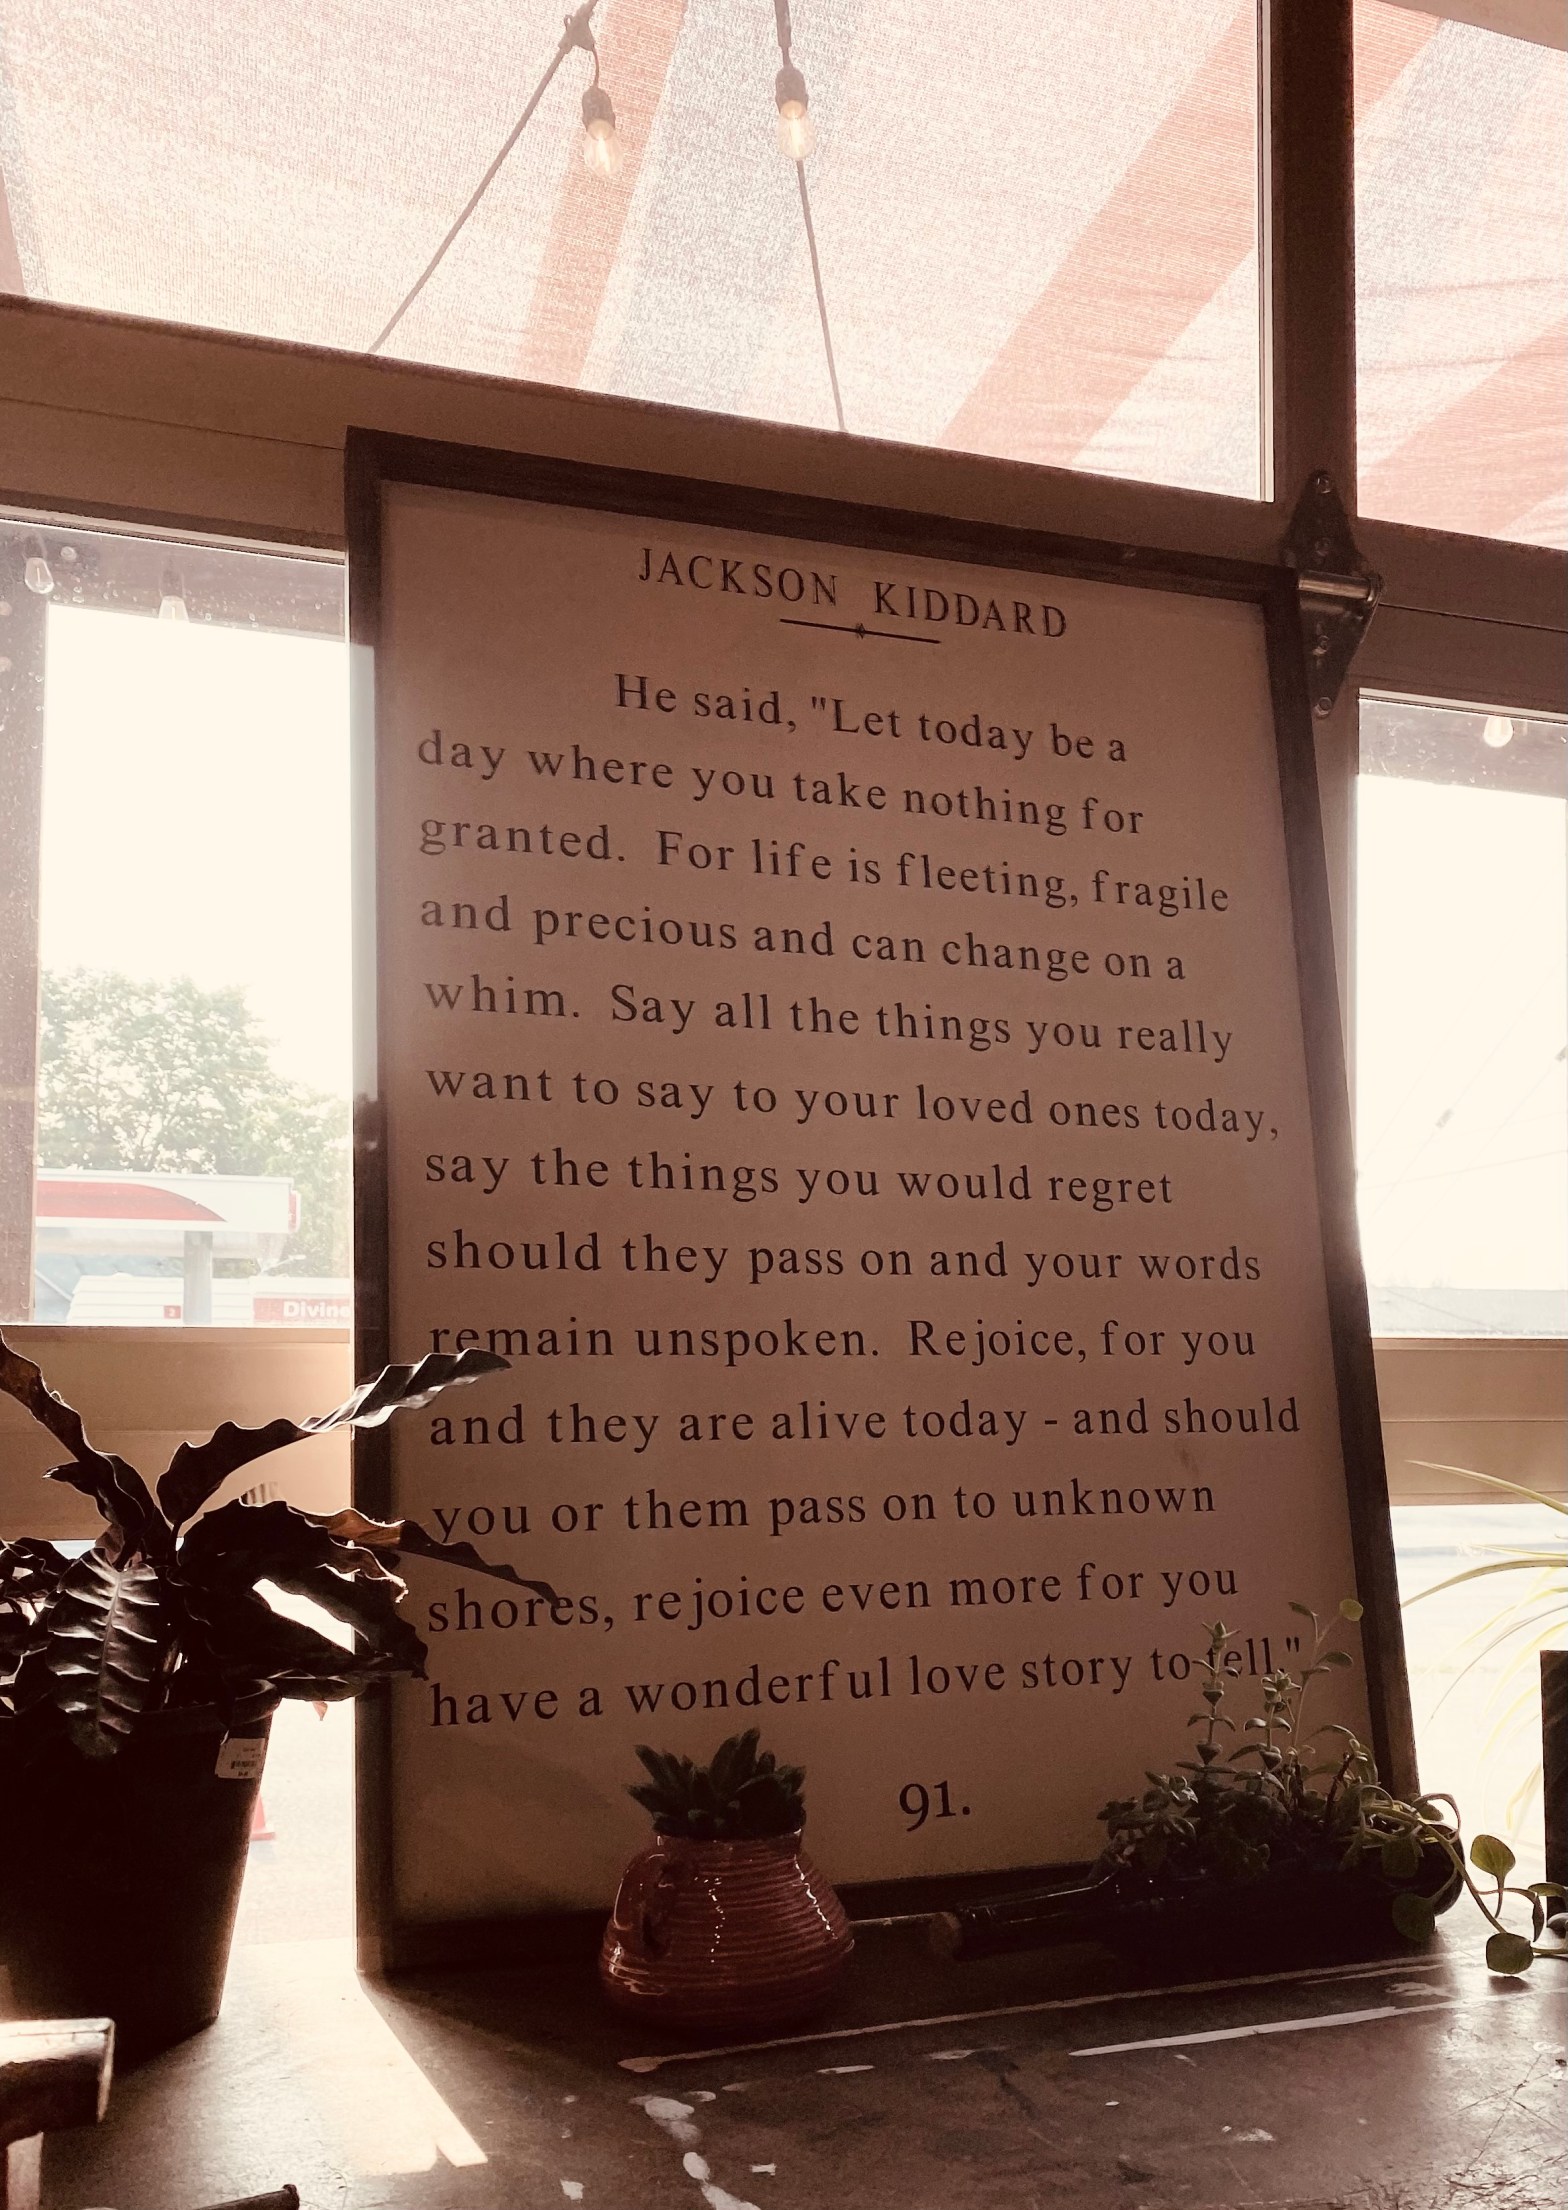 JACKSON KIDDARD
He said, "Let today be a
day where you take nothing for
granted. For life is fleeting, fragile
and precious and can change on a
whim. Say all the things you really
want to say to your loved ones today,
say the things you would regret
should they pass on and your words
remain unspoken. Rejoice, for you
and they are alive today - and should
you or them pass on to unknown
shores, rejoice even more for you
have a wonderful love story to tell."
91.
Divine